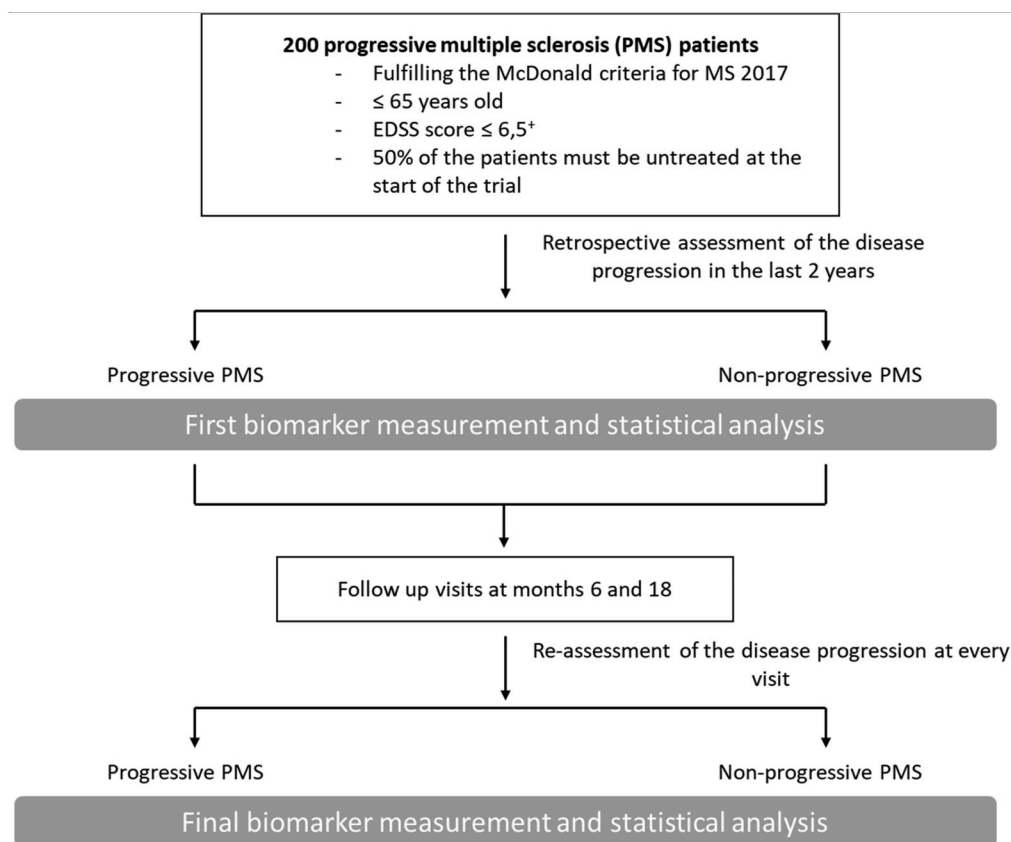 200 progressive multiple sclerosis (PMS) patients
- Fulfilling the McDonald criteria for MS 2017
- ≤ 65 years old
- EDSS score ≤ 6,5⁺
- 50% of the patients must be untreated at the
start of the trial
Retrospective assessment of the disease
progression in the last 2 years
Progressive PMS
Non-progressive PMS
First biomarker measurement and statistical analysis
Follow up visits at months 6 and 18
Re-assessment of the disease progression at every
visit
Progressive PMS
Non-progressive PMS
Final biomarker measurement and statistical analysis